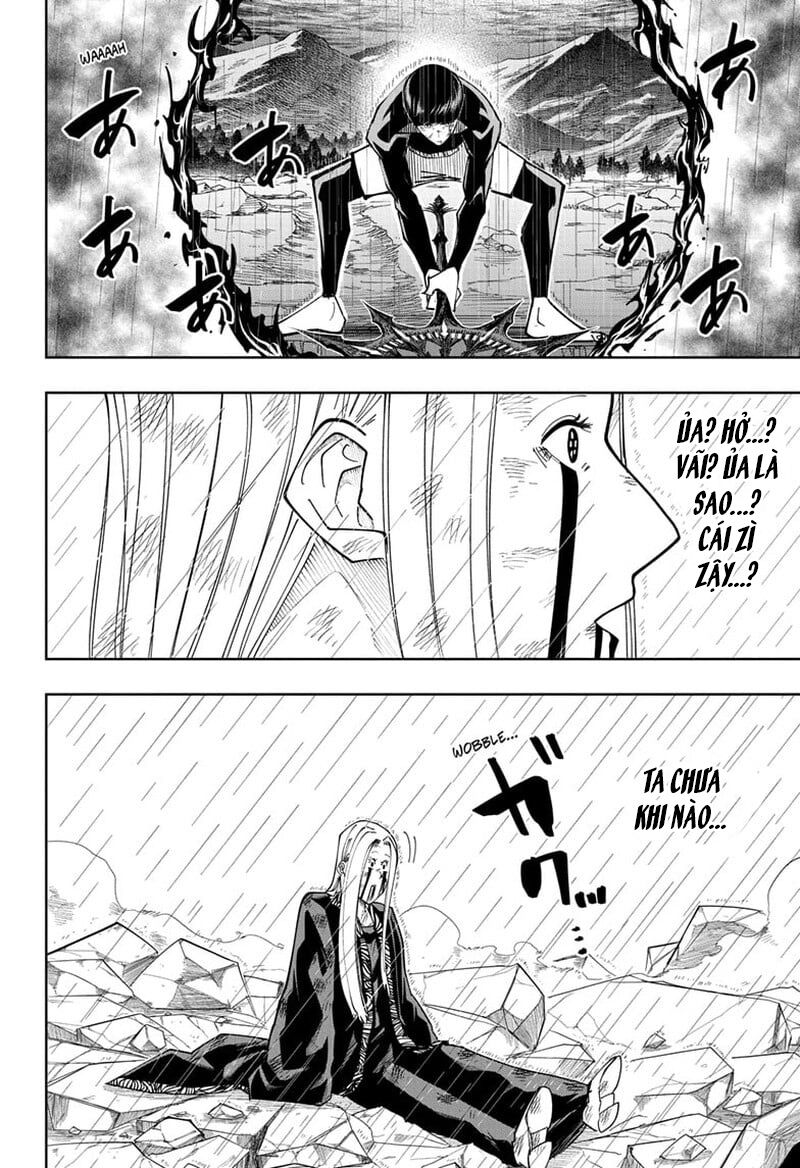 WAAAAH
あ
あ
あ
あ
あ
あ
あ
ỦA? HỞ...?
VÃI? ỦA LÀ
SAO...?
CÁI ZÌ
ZẬY...?
WOBBLE...
ガクッ...
TA CHƯA
KHI NÀO...